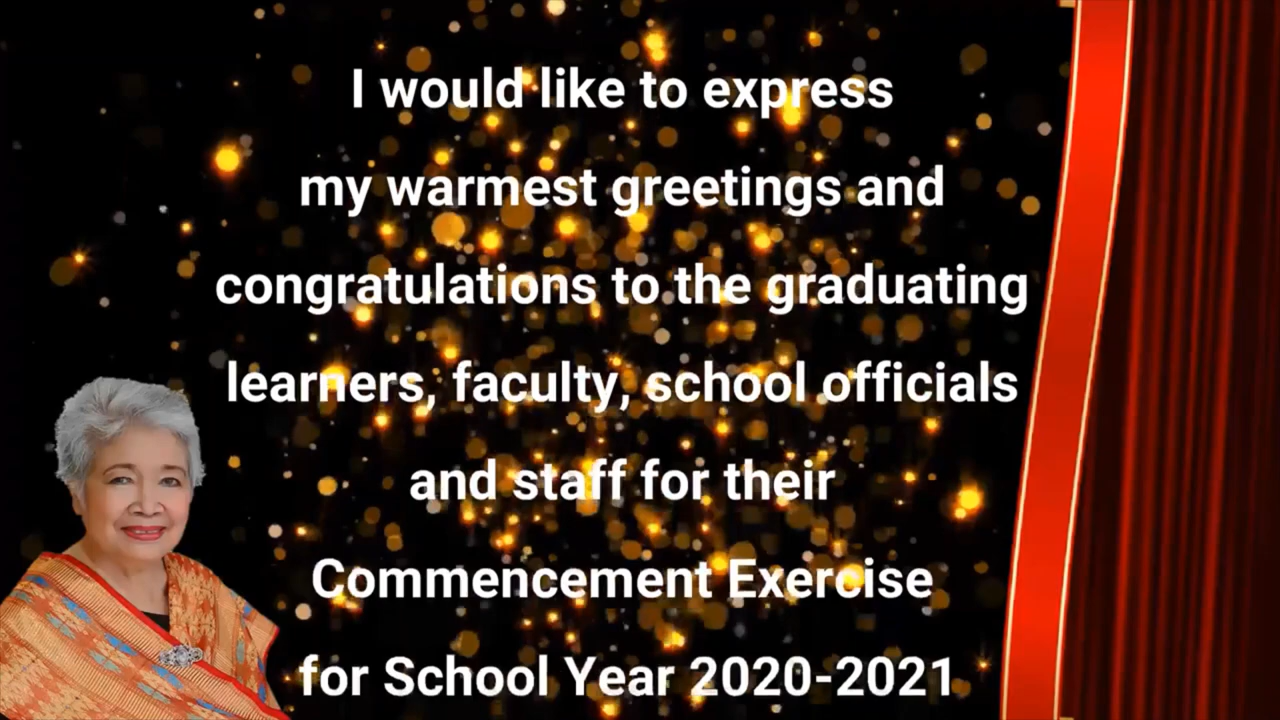 I would like to express
my warmest greetings and
congratulations to the graduating
learners, faculty, school officials
and staff for their
Commencement Exercise
for School Year 2020-2021